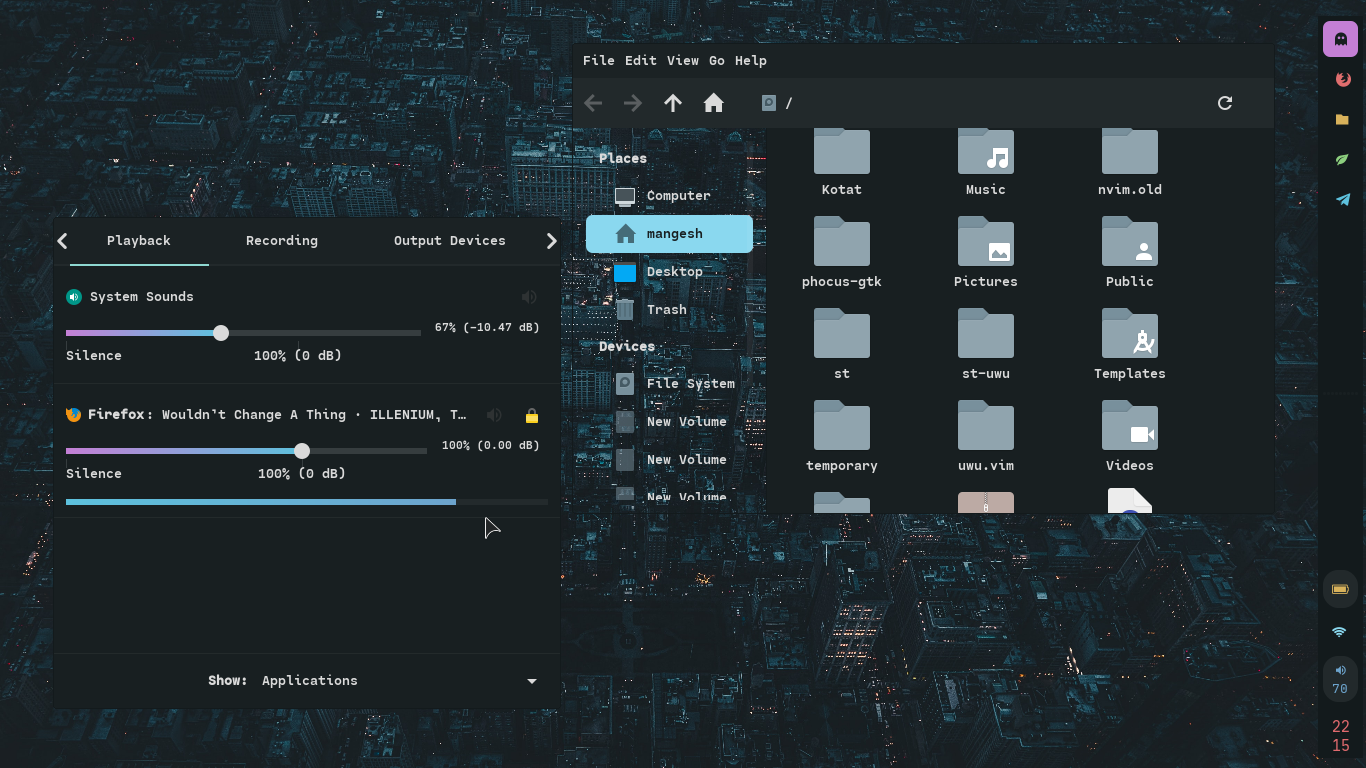 File Edit View Go Help
/
Places
Computer
mangesh
Desktop
Trash
Devices
File System
New Volume
New Volume
New Volume
Kotat
Music
nvim.old
phocus-gtk
Pictures
Public
st
st-uwu
Templates
temporary
uwu.vim
Videos
Playback
Recording
Output Devices
System Sounds
67% (-10.47 dB)
Silence
100% (0 dB)
Firefox: Wouldn't Change A Thing · ILLENIUM, T…
100% (0.00 dB)
Silence
100% (0 dB)
Show: Applications
70
22
15